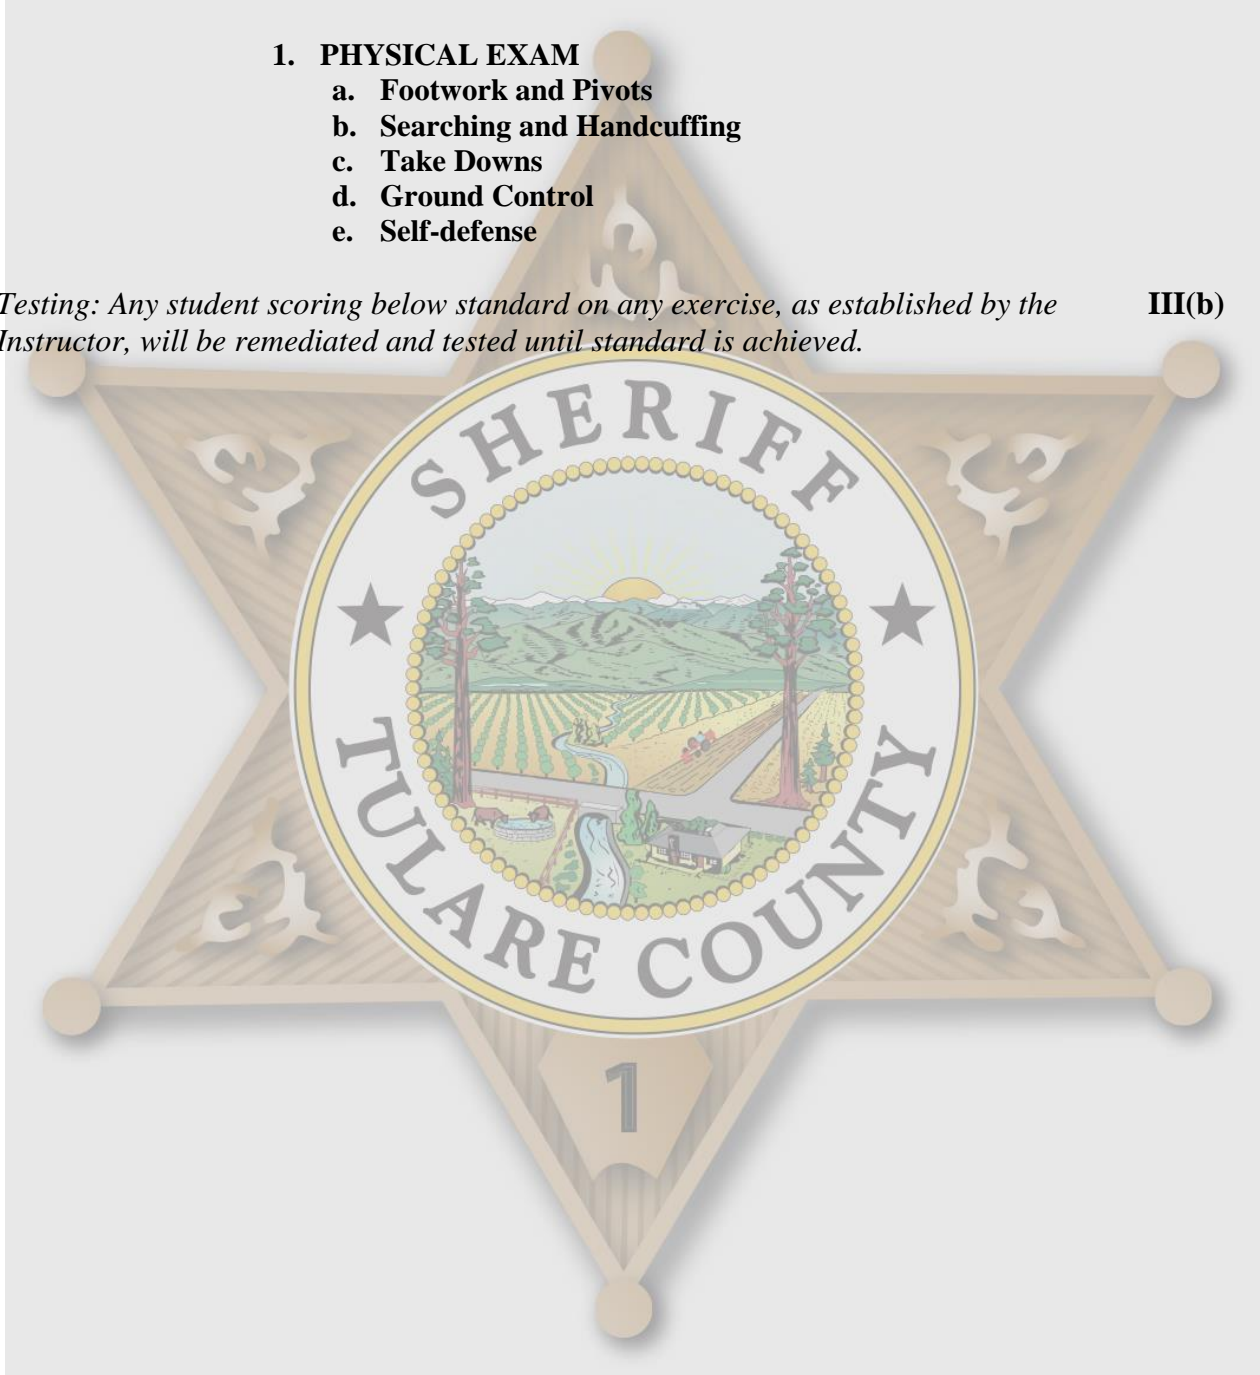 1. PHYSICAL EXAM
a. Footwork and Pivots
b. Searching and Handcuffing
c. Take Downs
d. Ground Control
e. Self-defense
Testing: Any student scoring below standard on any exercise, as established by the III(b)
Instructor, will be remediated and tested until standard is achieved.
SHERIFF
TULARE COUNTY
1